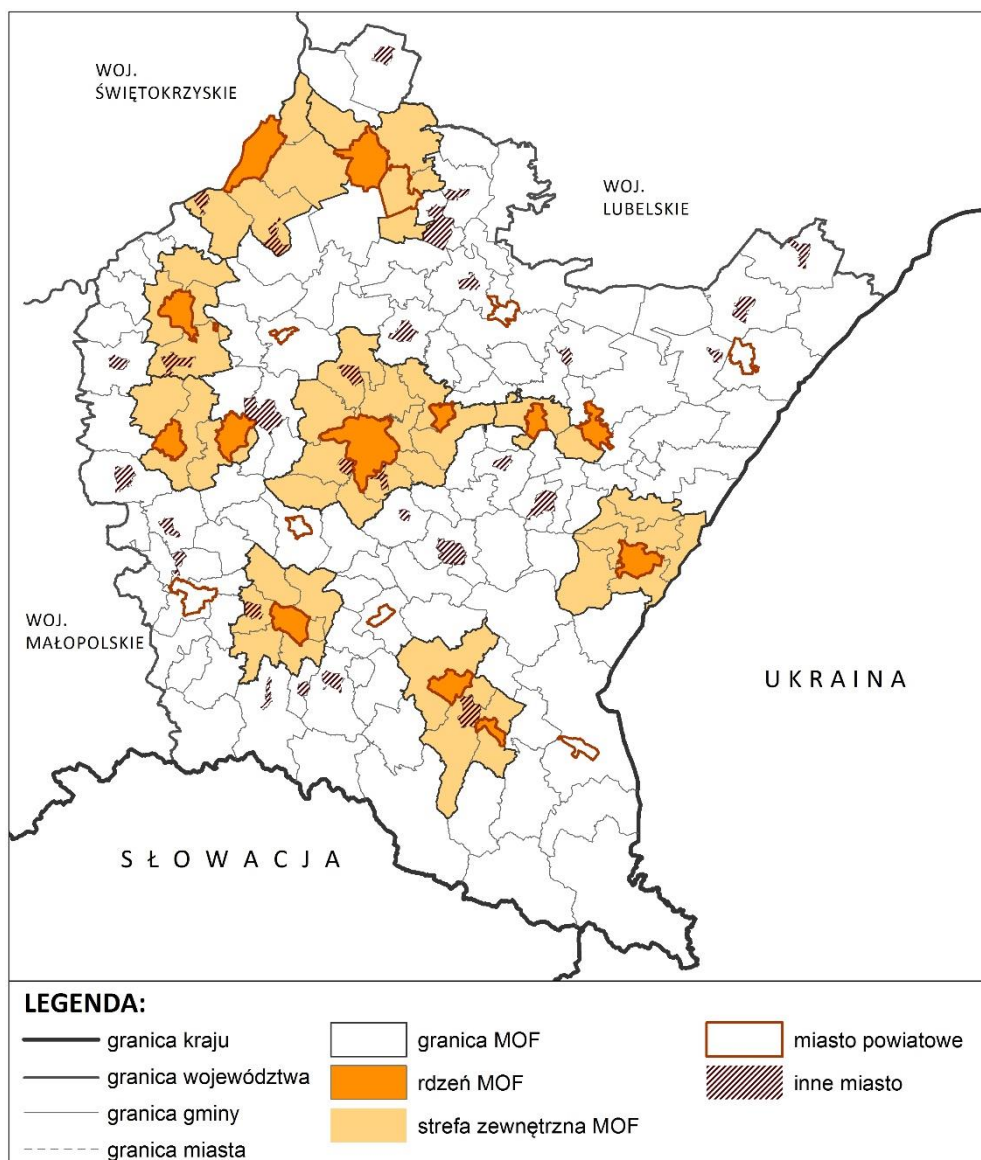 WOJ.
ŚWIĘTOKRZYSKIE
WOJ.
LUBELSKIE
WOJ.
MAŁOPOLSKIE
UKRAINA
SŁOWACJA
LEGENDA:
granica kraju
granica województwa
granica gminy
granica miasta
granica MOF
rdzeń MOF
strefa zewnętrzna MOF
miasto powiatowe
inne miasto